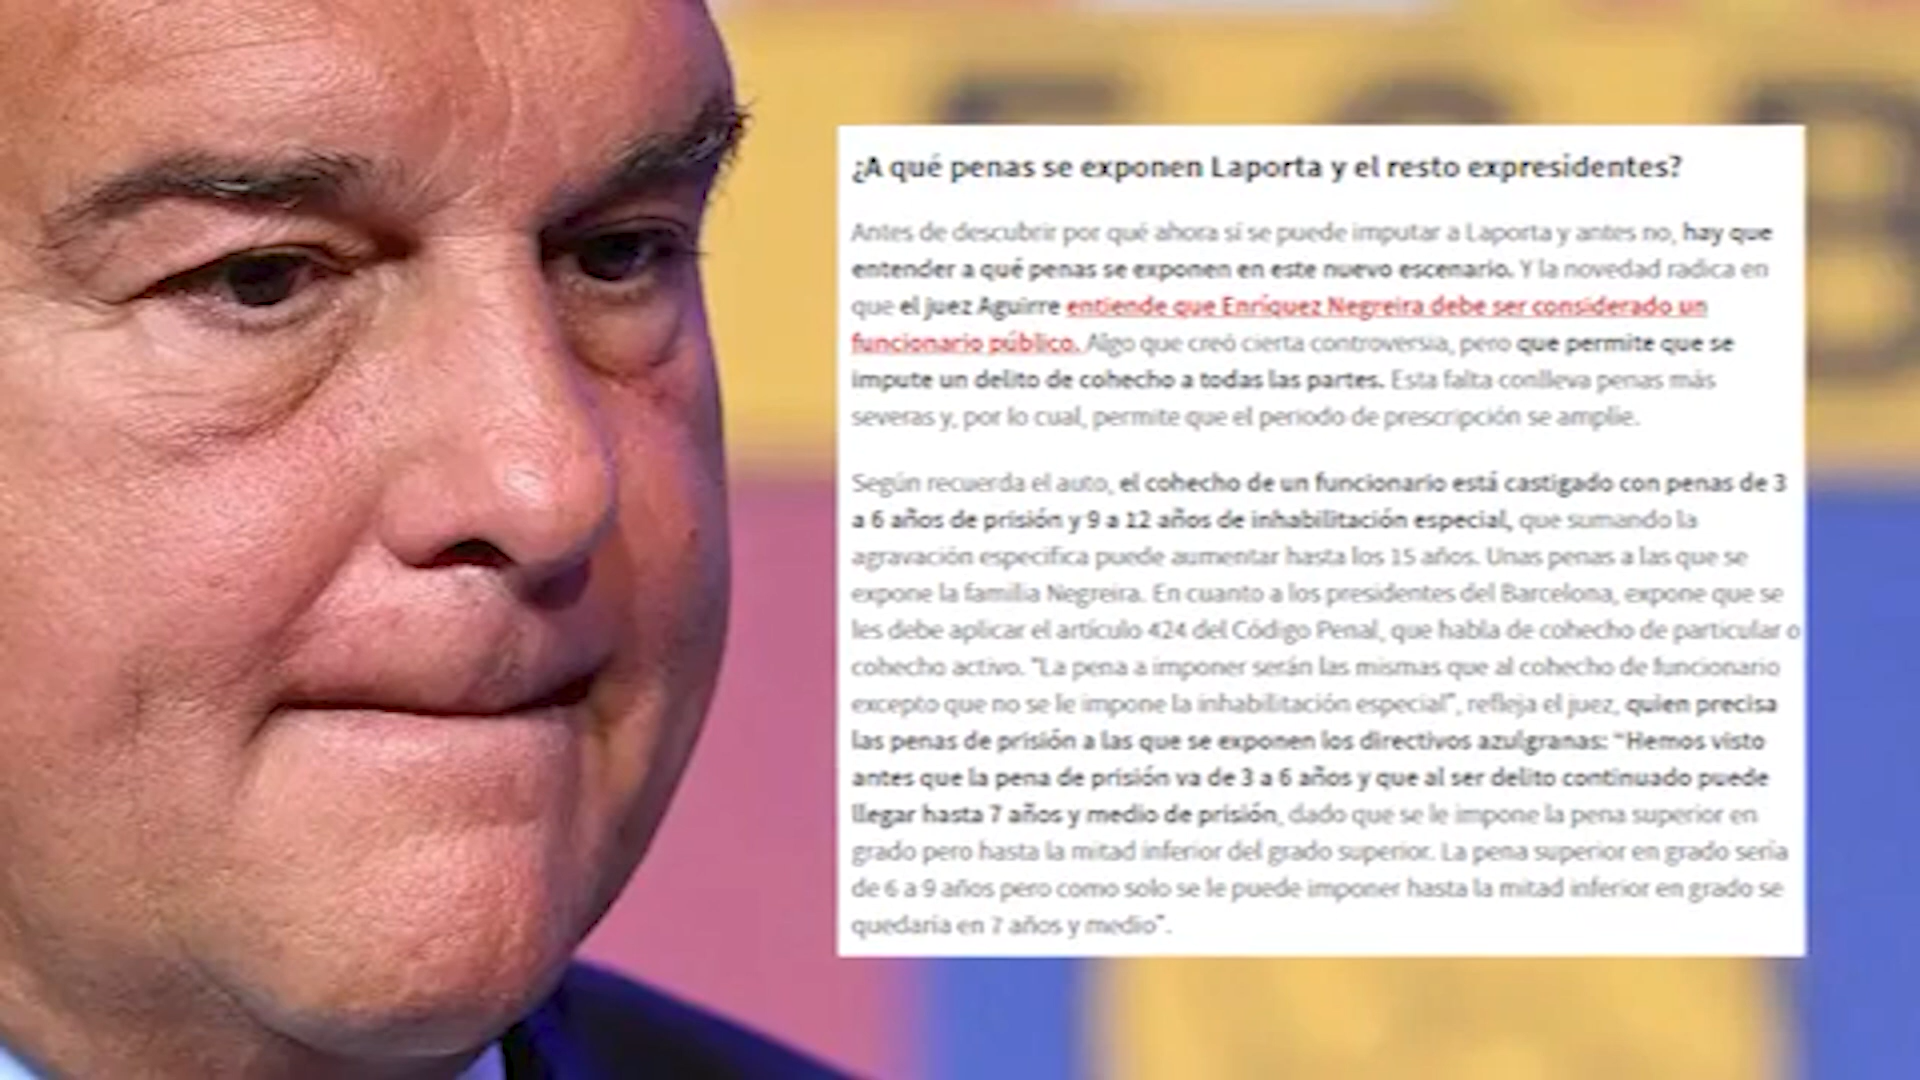 ¿A qué penas se exponen Laporta y el resto expresidentes?
Antes de descubrir por qué ahora sí se puede imputar a Laporta y antes no, hay que
entender a qué penas se exponen en este nuevo escenario. Y la novedad radica en
que el juez Aguirre entiende que Enríquez Negreira debe ser considerado un
funcionario público. Algo que creó cierta controversia, pero que permite que se
impute un delito de cohecho a todas las partes. Esta falta conlleva penas más
severas y, por lo cual, permite que el periodo de prescripción se amplíe.
Según recuerda el auto, el cohecho de un funcionario está castigado con penas de 3
a 6 años de prisión y 9 a 12 años de inhabilitación especial, que sumando la
agravación específica puede aumentar hasta los 15 años. Unas penas a las que se
expone la familia Negreira. En cuanto a los presidentes del Barcelona, expone que se
les debe aplicar el artículo 424 del Código Penal, que habla de cohecho de particular o
cohecho activo. "La pena a imponer serán las mismas que al cohecho de funcionario
excepto que no se le impone la inhabilitación especial", refleja el juez, quien precisa
las penas de prisión a las que se exponen los directivos azulgranas: "Hemos visto
antes que la pena de prisión va de 3 a 6 años y que al ser delito continuado puede
llegar hasta 7 años y medio de prisión, dado que se le impone la pena superior en
grado pero hasta la mitad inferior del grado superior. La pena superior en grado sería
de 6 a 9 años pero como solo se le puede imponer hasta la mitad inferior en grado se
quedaría en 7 años y medio".